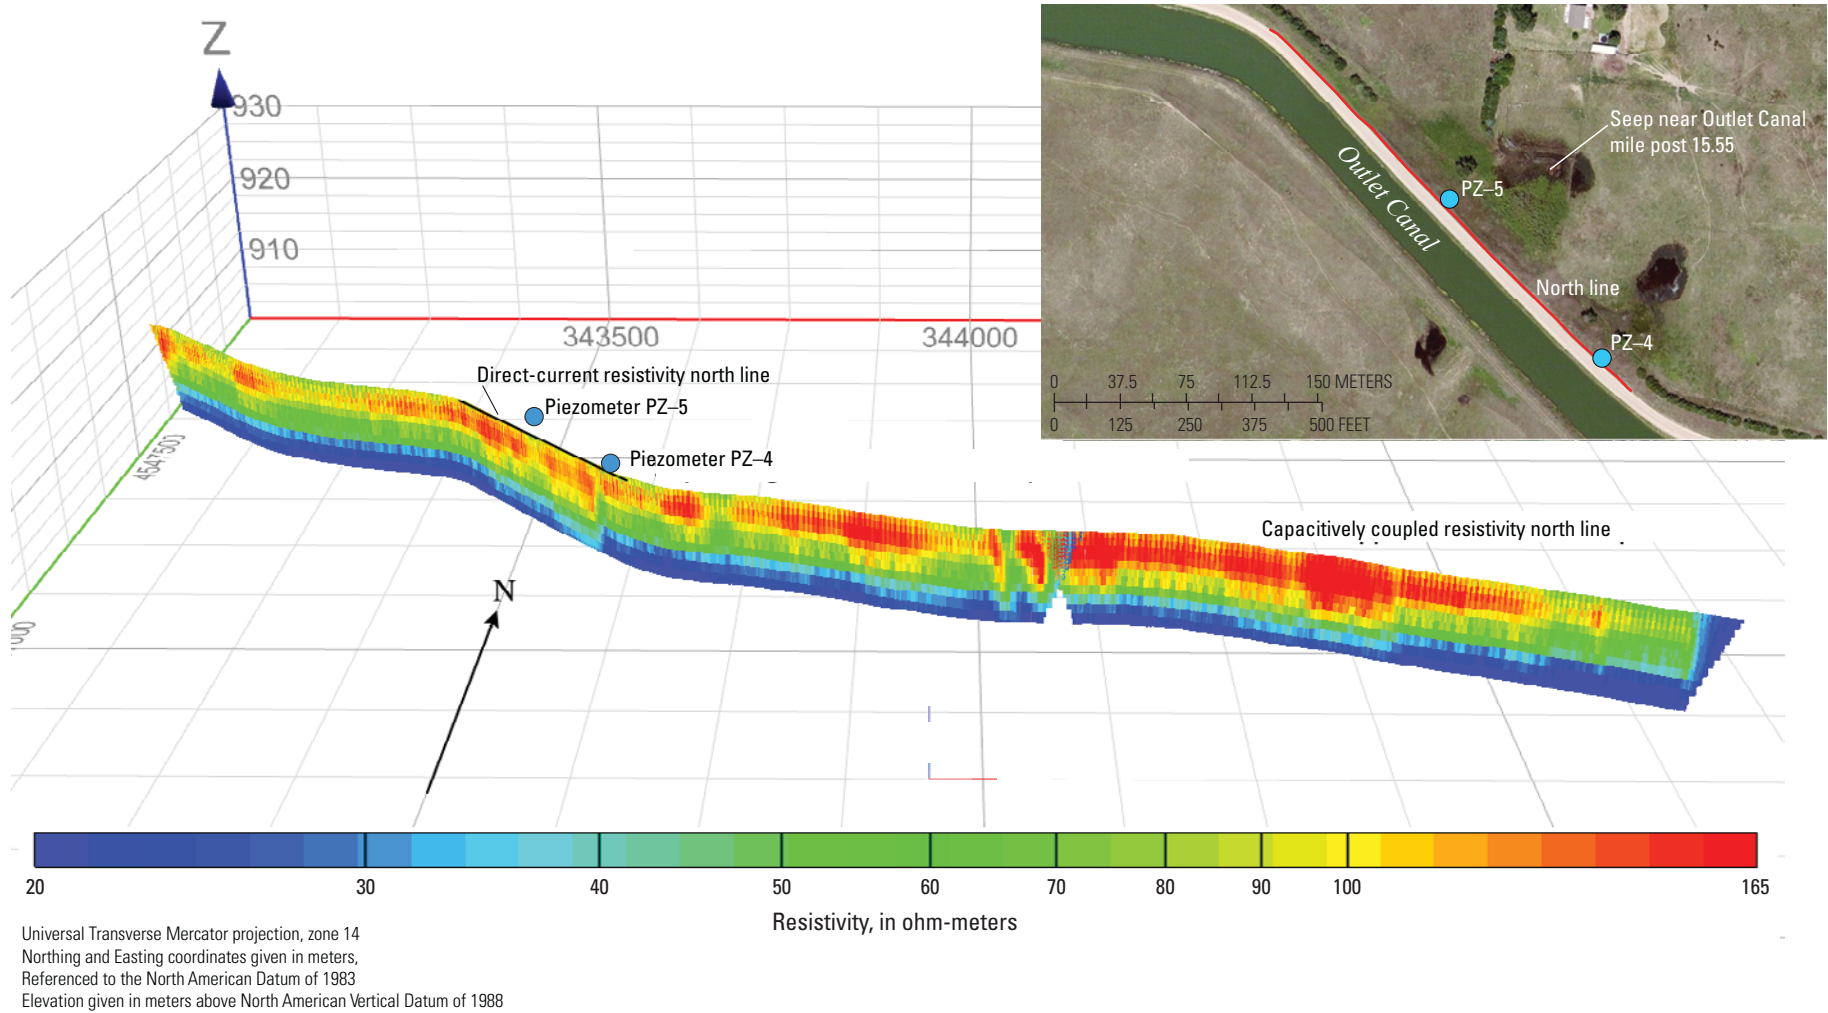 Z
930
920
910
343500
344000
4547500
Direct-current resistivity north line
Piezometer PZ–5
Piezometer PZ–4
Capacitively coupled resistivity north line
N
Seep near Outlet Canal
mile post 15.55
PZ–5
Outlet Canal
North line
PZ–4
0 37.5 75 112.5 150 METERS
0 125 250 375 500 FEET
20 30 40 50 60 70 80 90 100 165
Resistivity, in ohm-meters
Universal Transverse Mercator projection, zone 14
Northing and Easting coordinates given in meters,
Referenced to the North American Datum of 1983
Elevation given in meters above North American Vertical Datum of 1988